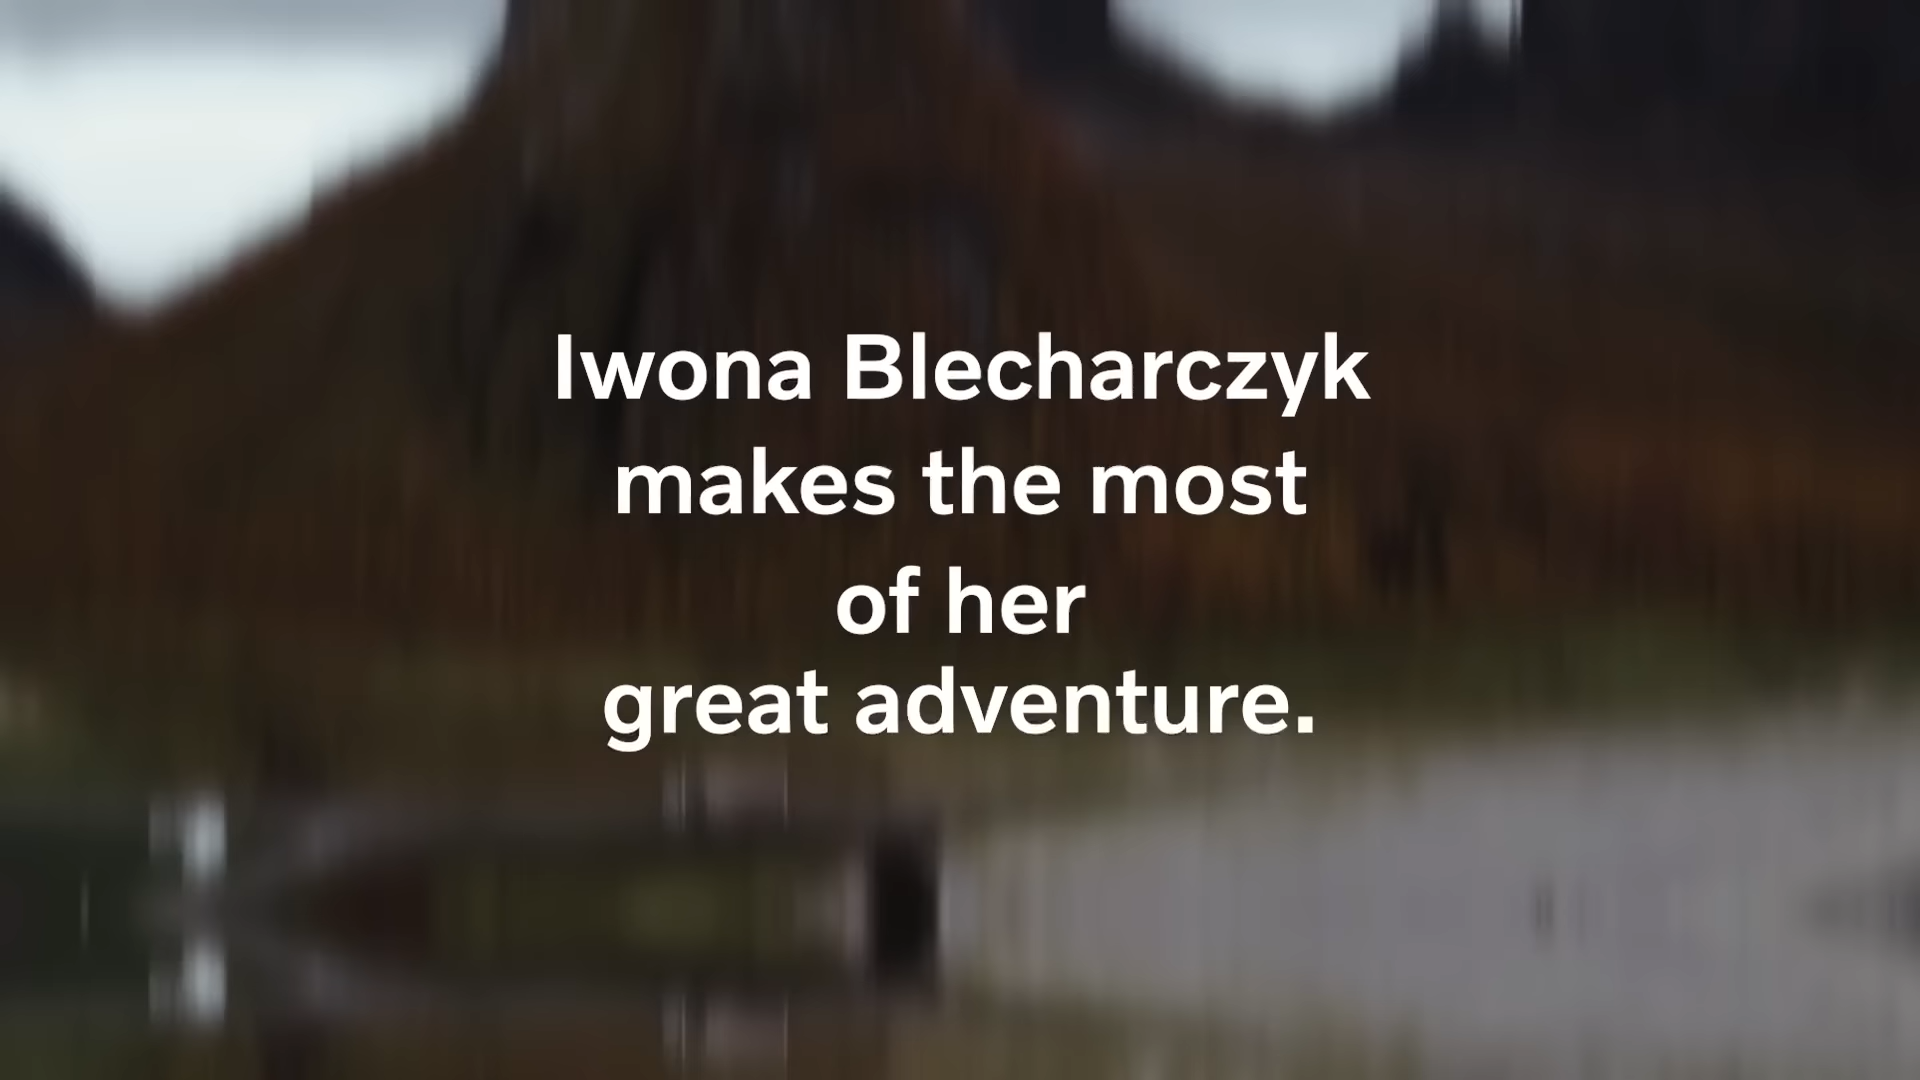 Iwona Blecharczyk
makes the most
of her
great adventure.